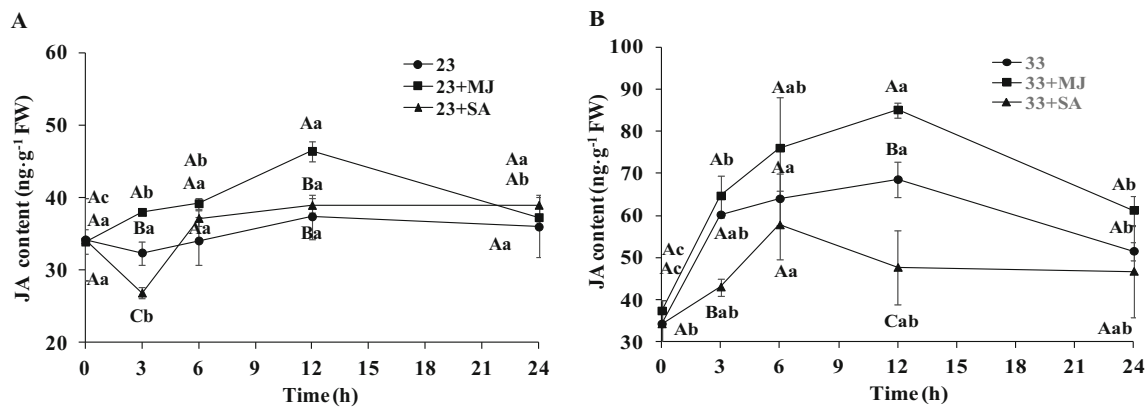 A
60
50
40
30
20
JA content (ng·g⁻¹ FW)
23
23+MJ
23+SA
Ac
Aa
Aa
Ab
Ba
Cb
Ab
Aa
Aa
Aa
Ba
Ba
Aa
Ab
Aa
0 3 6 9 12 15 18 21 24
Time (h)
B
100
90
80
70
60
50
40
30
JA content (ng·g⁻¹ FW)
33
33+MJ
33+SA
Ac
Ac
Ab
Ab
Aab
Bab
Aab
Aa
Aa
Aa
Ba
Cab
Ab
Ab
Aab
0 3 6 9 12 15 18 21 24
Time (h)